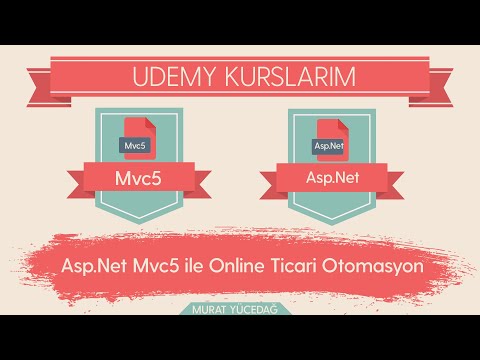 UDEMY KURSLARIM
Mvc5
Asp.Net
Mvc5
Asp.Net
Asp.Net Mvc5 ile Online Ticari Otomasyon
MURAT YÜCEDAĞ